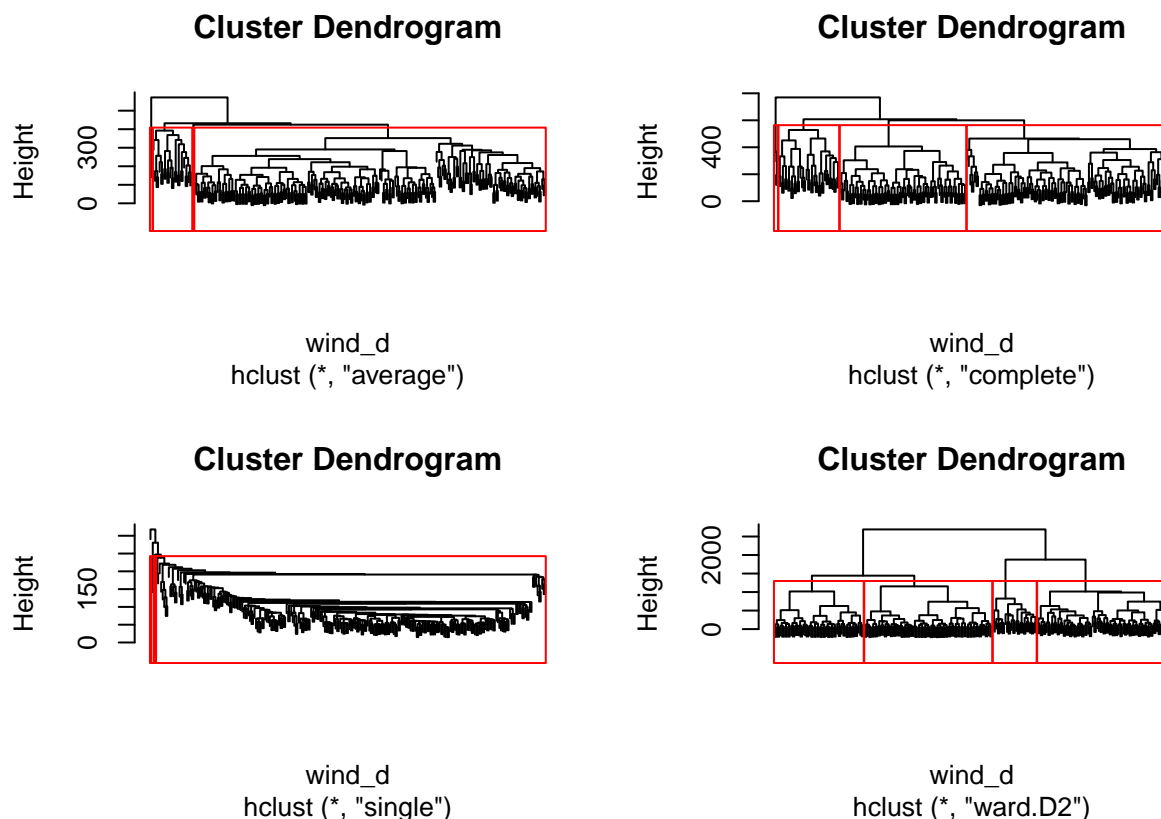 Cluster Dendrogram
Height
300
0
wind_d
hclust (*, "average")
Cluster Dendrogram
Height
400
0
wind_d
hclust (*, "complete")
Cluster Dendrogram
Height
150
0
wind_d
hclust (*, "single")
Cluster Dendrogram
Height
2000
0
wind_d
hclust (*, "ward.D2")